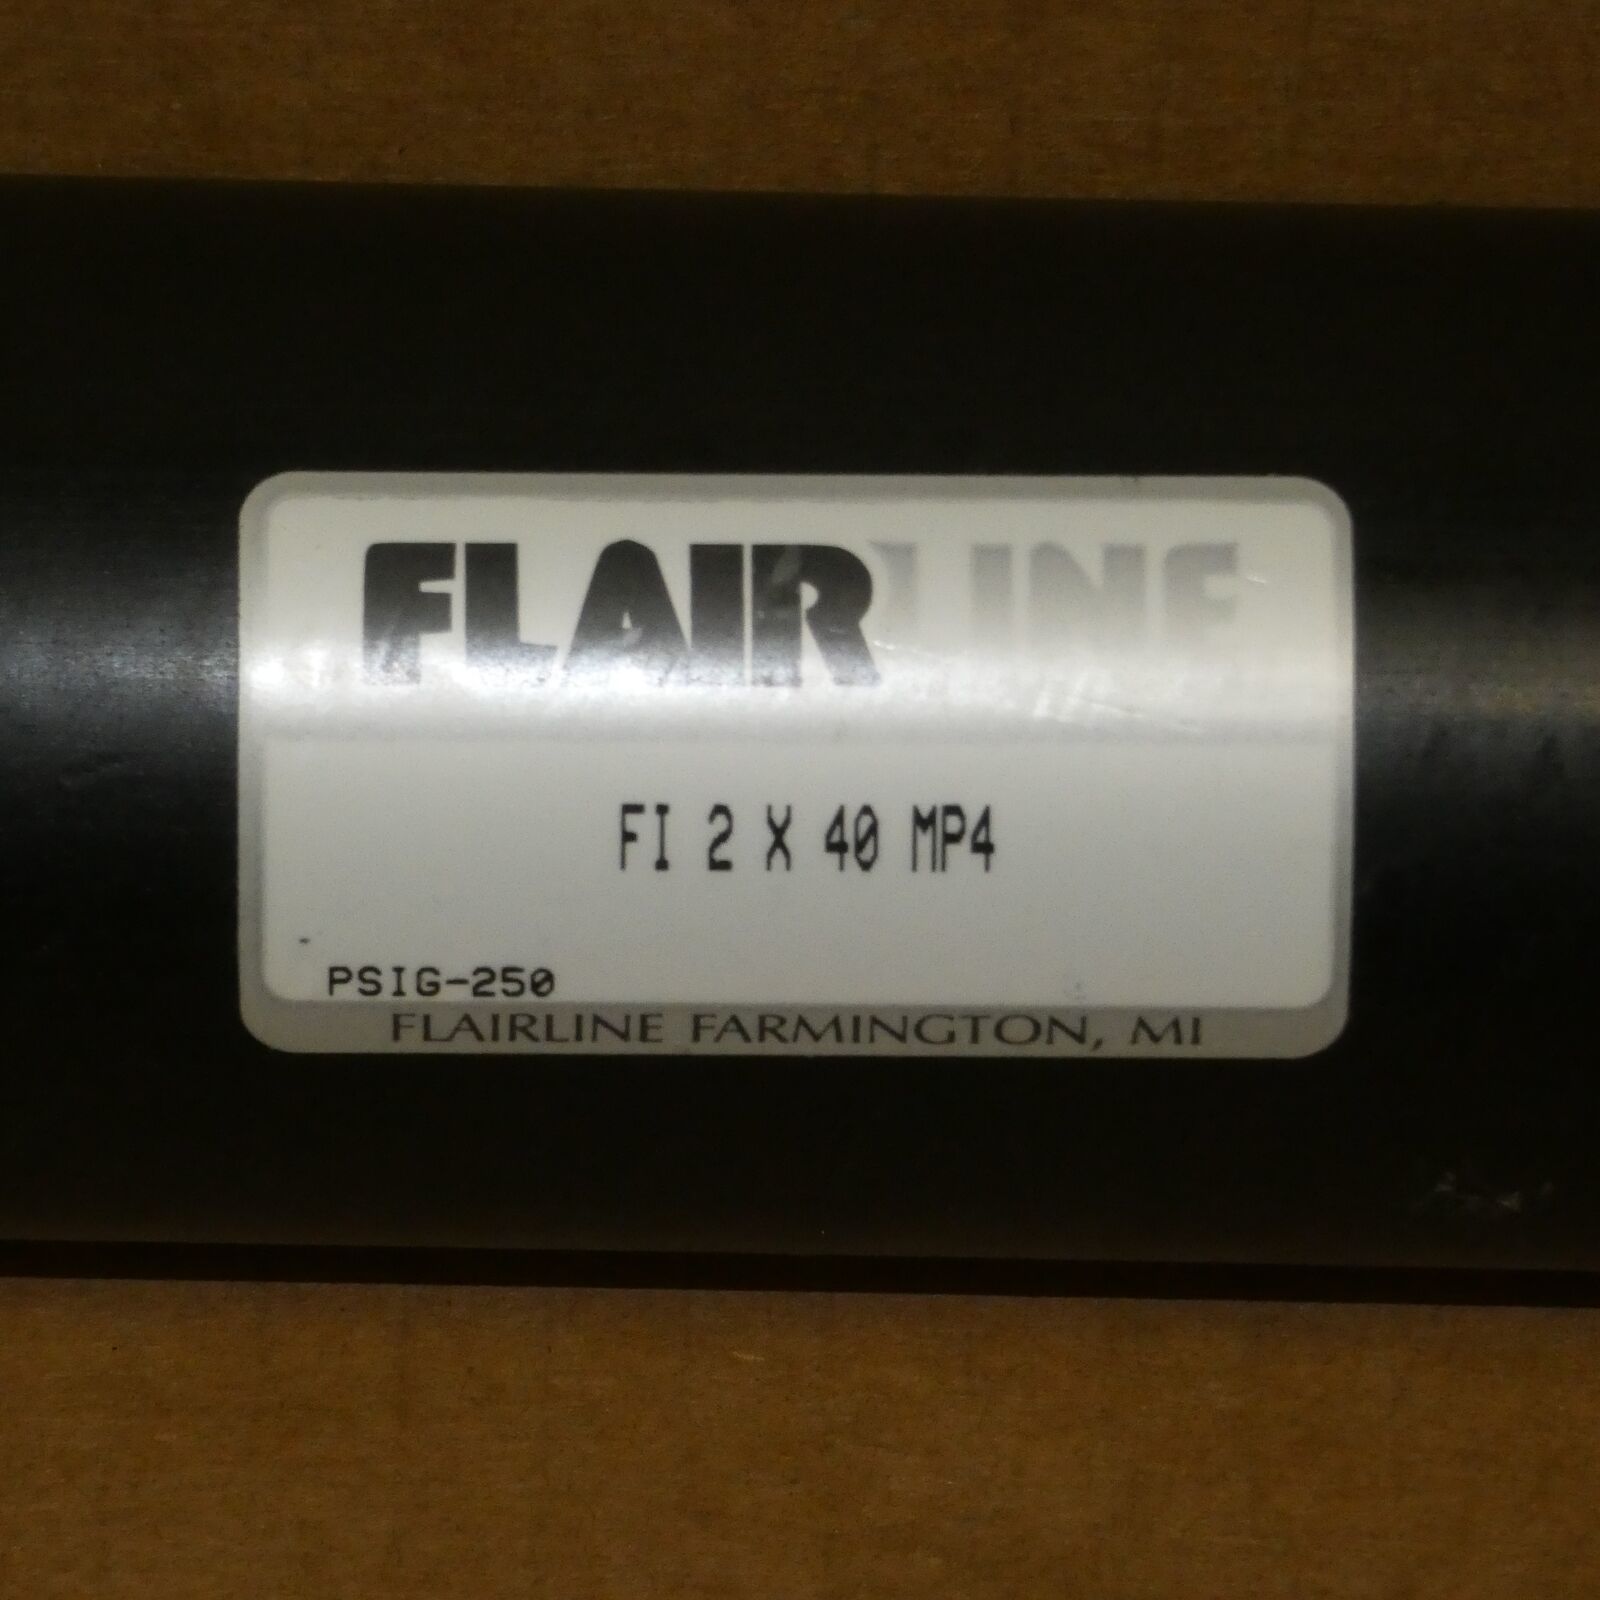 FLAIRLINE
FI 2 X 40 MP4
PSIG-250
FLAIRLINE FARMINGTON, MI